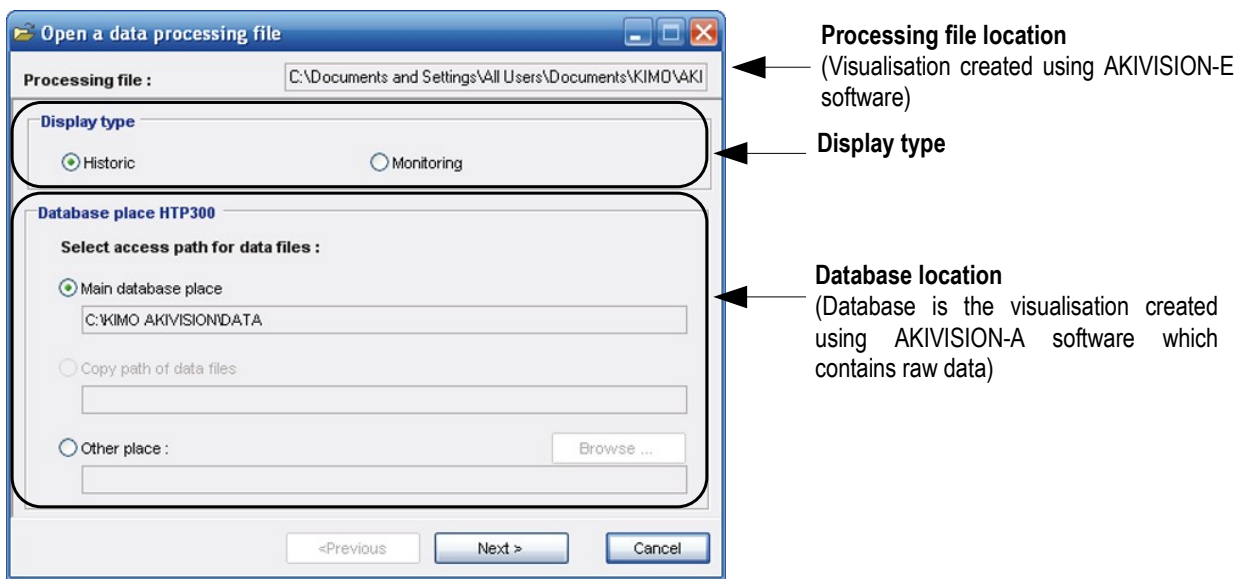 Open a data processing file
Processing file :
C:\Documents and Settings\All Users\Documents\KIMO\AKI
Display type
Historic
Monitoring
Database place HTP300
Select access path for data files :
Main database place
C:\KIMO AKIVISION\DATA
Copy path of data files
Other place :
Browse ...
<Previous
Next >
Cancel
Processing file location
(Visualisation created using AKIVISION-E
software)
Display type
Database location
(Database is the visualisation created
using AKIVISION-A software which
contains raw data)